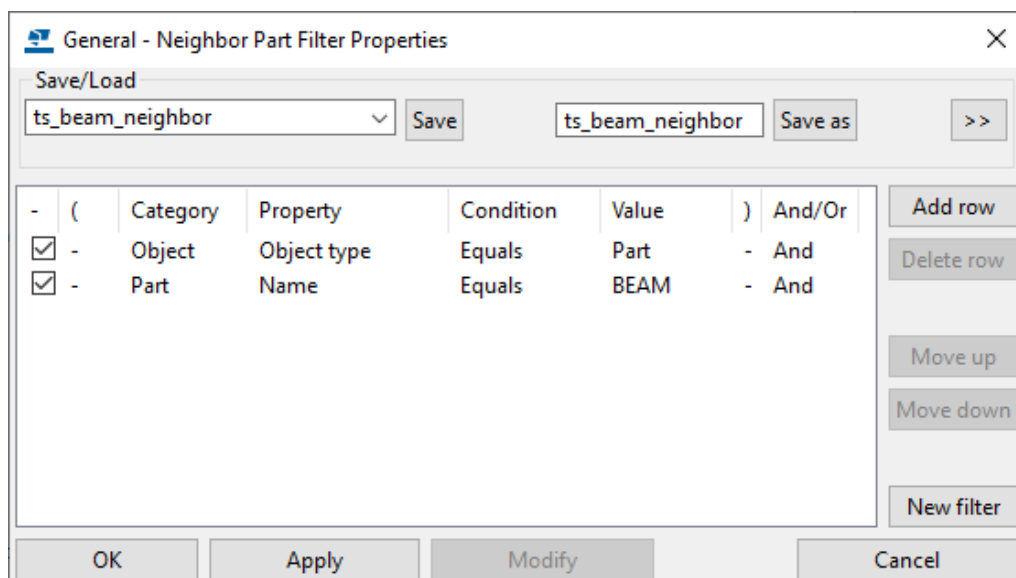 General - Neighbor Part Filter Properties
Save/Load
ts_beam_neighbor Save ts_beam_neighbor Save as >>
- ( Category Property Condition Value ) And/Or Add row
- Object Object type Equals Part - And
Delete row
- Part Name Equals BEAM - And
Move up
Move down
New filter
OK Apply Modify Cancel